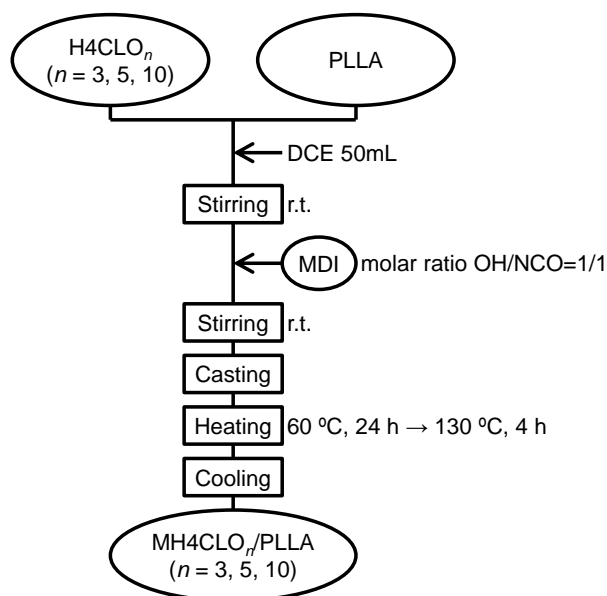 H4CLOn
(n = 3, 5, 10)
PLLA
DCE 50mL
Stirring r.t.
MDI molar ratio OH/NCO=1/1
Stirring r.t.
Casting
Heating 60 ºC, 24 h → 130 ºC, 4 h
Cooling
MH4CLOn/PLLA
(n = 3, 5, 10)